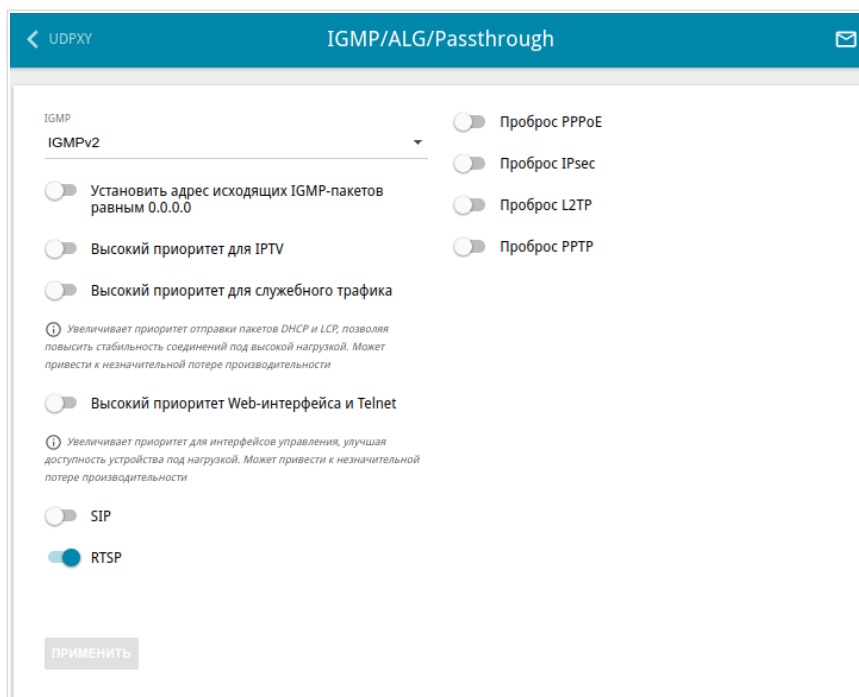 UDPXY
IGMP/ALG/Passthrough
IGMP
IGMPv2
Установить адрес исходящих IGMP-пакетов
равным 0.0.0.0
Высокий приоритет для IPTV
Высокий приоритет для служебного трафика
Увеличивает приоритет отправки пакетов DHCP и LCP, позволяя
повысить стабильность соединений под высокой нагрузкой. Может
привести к незначительной потере производительности
Высокий приоритет Web-интерфейса и Telnet
Увеличивает приоритет для интерфейсов управления, улучшая
доступность устройства под нагрузкой. Может привести к незначительной
потере производительности
SIP
RTSP
ПРИМЕНИТЬ
Проброс PPPoE
Проброс IPsec
Проброс L2TP
Проброс PPTP